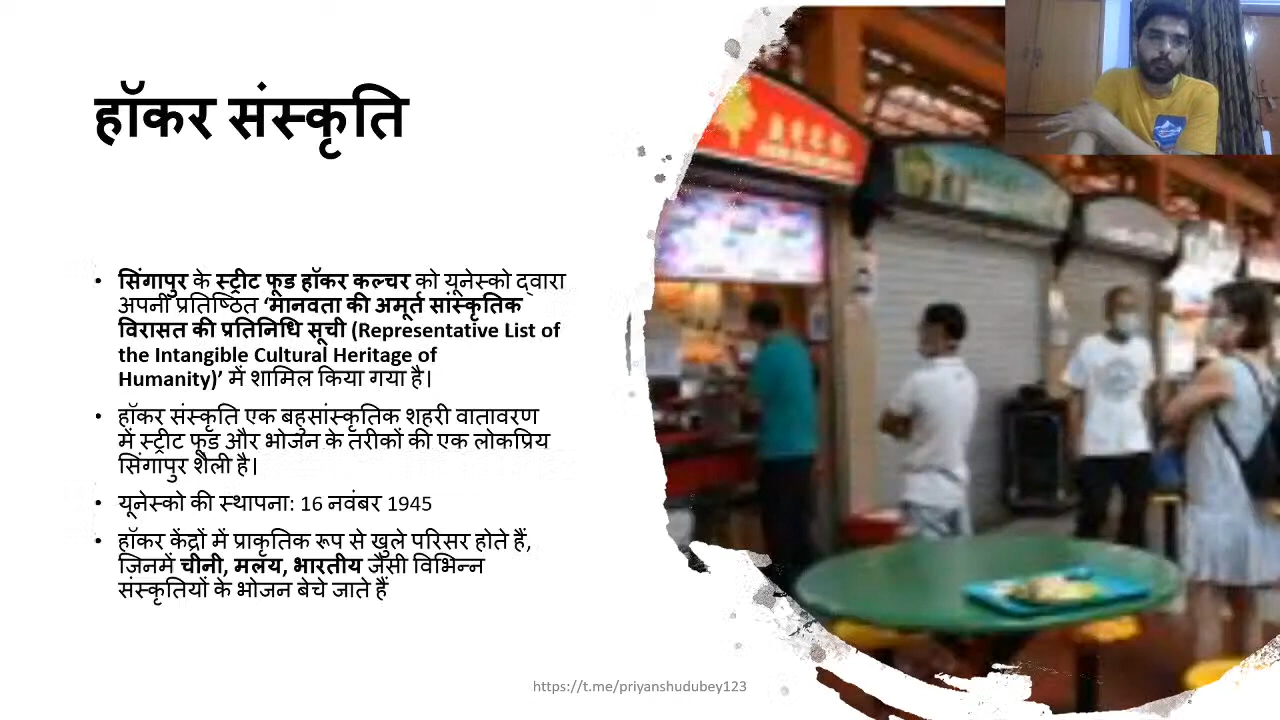 हॉकर संस्कृति
• सिंगापुर के स्ट्रीट फूड हॉकर कल्चर को यूनेस्को द्वारा
अपनी प्रतिष्ठित ‘मानवता की अमूर्त सांस्कृतिक
विरासत की प्रतिनिधि सूची (Representative List of
the Intangible Cultural Heritage of
Humanity)’ में शामिल किया गया है।
• हॉकर संस्कृति एक बहुसांस्कृतिक शहरी वातावरण
में स्ट्रीट फूड और भोजन के तरीकों की एक लोकप्रिय
सिंगापुर शैली है।
• यूनेस्को की स्थापना: 16 नवंबर 1945
• हॉकर केंद्रों में प्राकृतिक रूप से खुले परिसर होते हैं,
जिनमें चीनी, मलय, भारतीय जैसी विभिन्न
संस्कृतियों के भोजन बेचे जाते हैं
https://t.me/priyanshudubey123